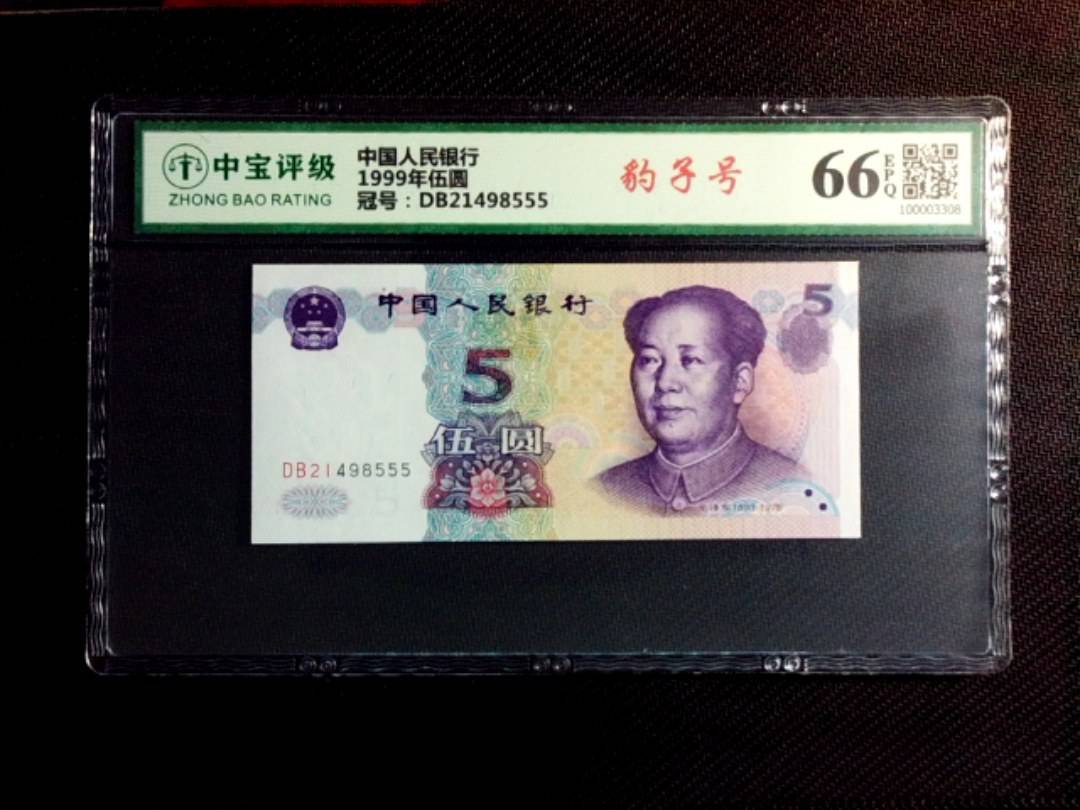 中宝评级
ZHONG BAO RATING
中国人民银行
1999年伍圆
冠号：DB21498555
豹子号
66
EPQ
100003308
中国人民银行
5
5
伍圆
DB21498555